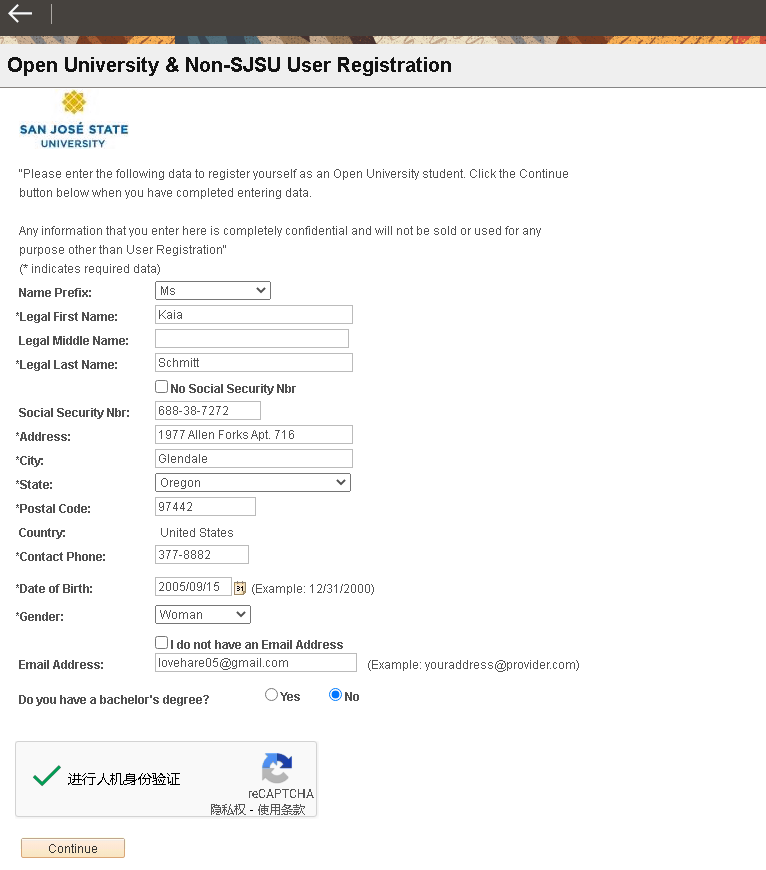 Open University & Non-SJSU User Registration
SAN JOSÉ STATE
UNIVERSITY
"Please enter the following data to register yourself as an Open University student. Click the Continue
button below when you have completed entering data.
Any information that you enter here is completely confidential and will not be sold or used for any
purpose other than User Registration"
(* indicates required data)
Name Prefix: Ms
*Legal First Name: Kaia
Legal Middle Name:
*Legal Last Name: Schmitt
No Social Security Nbr
Social Security Nbr: 688-38-7272
*Address: 1977 Allen Forks Apt. 716
*City: Glendale
*State: Oregon
*Postal Code: 97442
Country: United States
*Contact Phone: 377-8882
*Date of Birth: 2005/09/15 31 (Example: 12/31/2000)
*Gender: Woman
I do not have an Email Address
Email Address: lovehare05@gmail.com (Example: youraddress@provider.com)
Do you have a bachelor's degree? Yes No
进行人机身份验证
reCAPTCHA
隐私权 - 使用条款
Continue